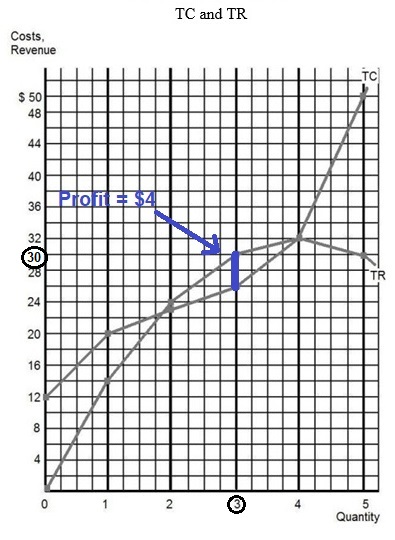 TC and TR
Costs,
Revenue
TC
$ 50
48
44
40
36
Profit = $4
32
30
28
TR
24
20
16
12
8
4
0 1 2 3 4 5
Quantity